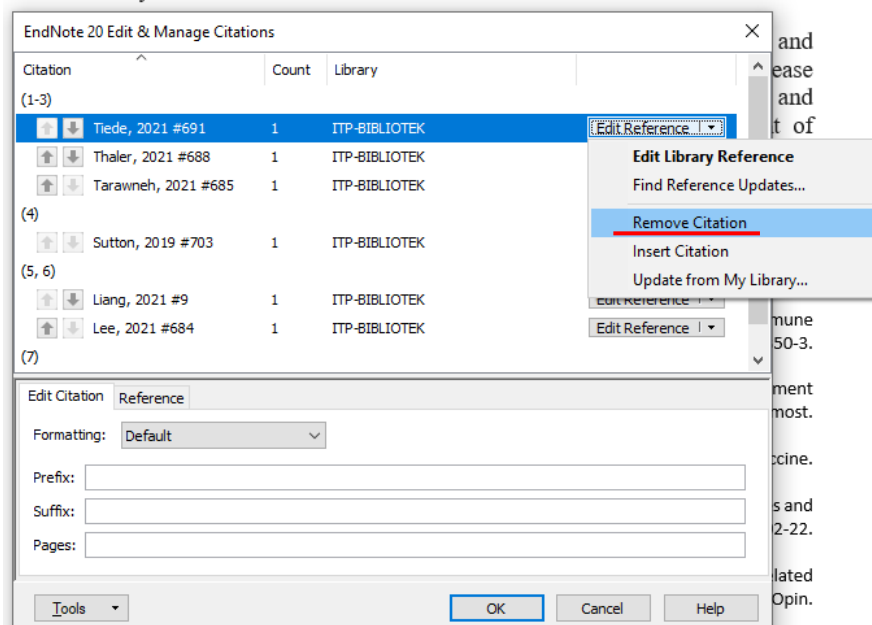 EndNote 20 Edit & Manage Citations
Citation Count Library
(1-3)
Tiede, 2021 #691 1 ITP-BIBLIOTEK Edit Reference
Thaler, 2021 #688 1 ITP-BIBLIOTEK
Tarawneh, 2021 #685 1 ITP-BIBLIOTEK
(4)
Sutton, 2019 #703 1 ITP-BIBLIOTEK
(5, 6)
Liang, 2021 #9 1 ITP-BIBLIOTEK Edit Reference
Lee, 2021 #684 1 ITP-BIBLIOTEK Edit Reference
(7)
Edit Library Reference
Find Reference Updates...
Remove Citation
Insert Citation
Update from My Library...
Edit Citation Reference
Formatting: Default
Prefix:
Suffix:
Pages:
Tools OK Cancel Help
and
ease
and
t of
mune
50-3.
ment
most.
ccine.
s and
2-22.
lated
Opin.